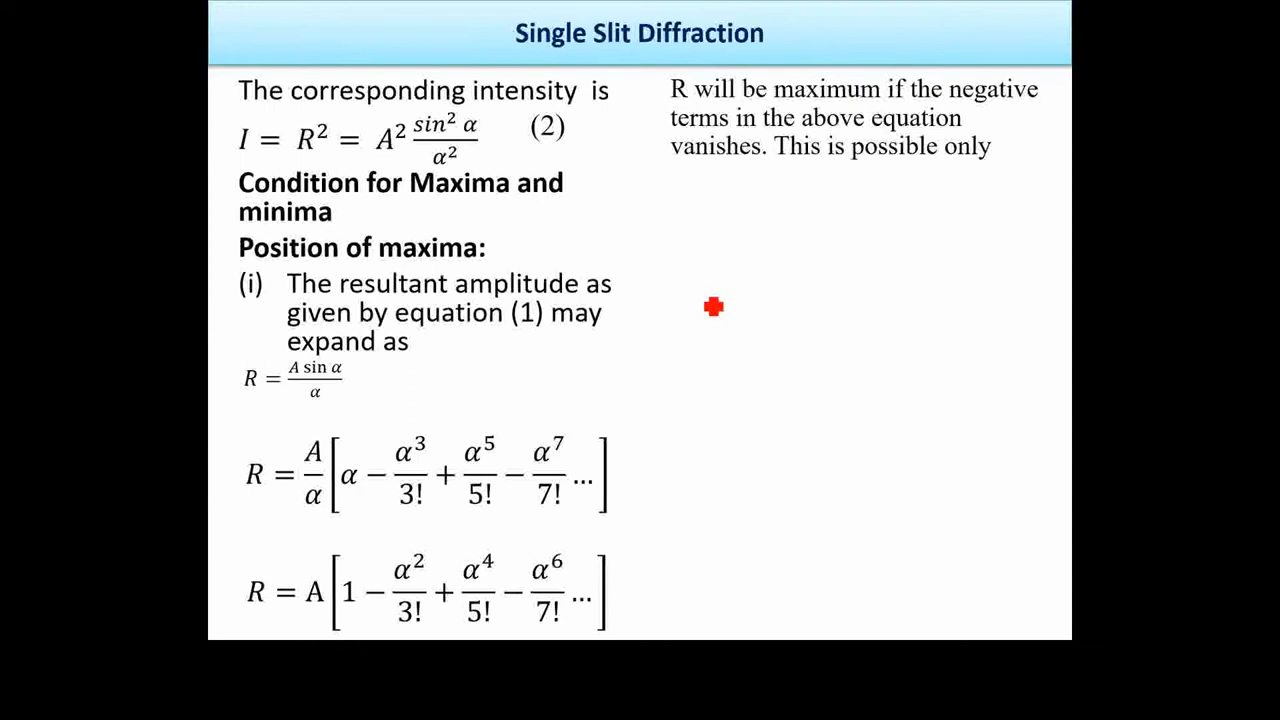 Single Slit Diffraction
The corresponding intensity is
I = R² = A² sin² α / α² (2)
Condition for Maxima and
minima
Position of maxima:
(i) The resultant amplitude as
given by equation (1) may
expand as
R = A sin α / α
R = A/α [α − α³/3! + α⁵/5! − α⁷/7! ...]
R = A [1 − α²/3! + α⁴/5! − α⁶/7! ...]
R will be maximum if the negative
terms in the above equation
vanishes. This is possible only